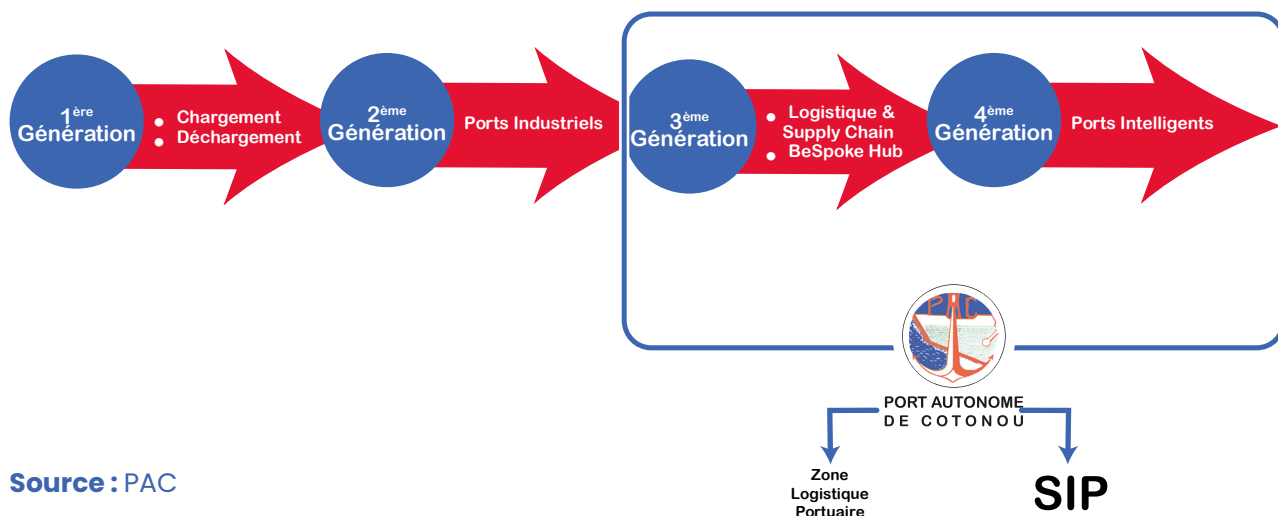 1ère
Génération
• Chargement
• Déchargement
2ème
Génération
Ports Industriels
3ème
Génération
• Logistique &
Supply Chain
• BeSpoke Hub
4ème
Génération
Ports Intelligents
PAC
PORT AUTONOME
DE COTONOU
Zone
Logistique
Portuaire
SIP
Source : PAC